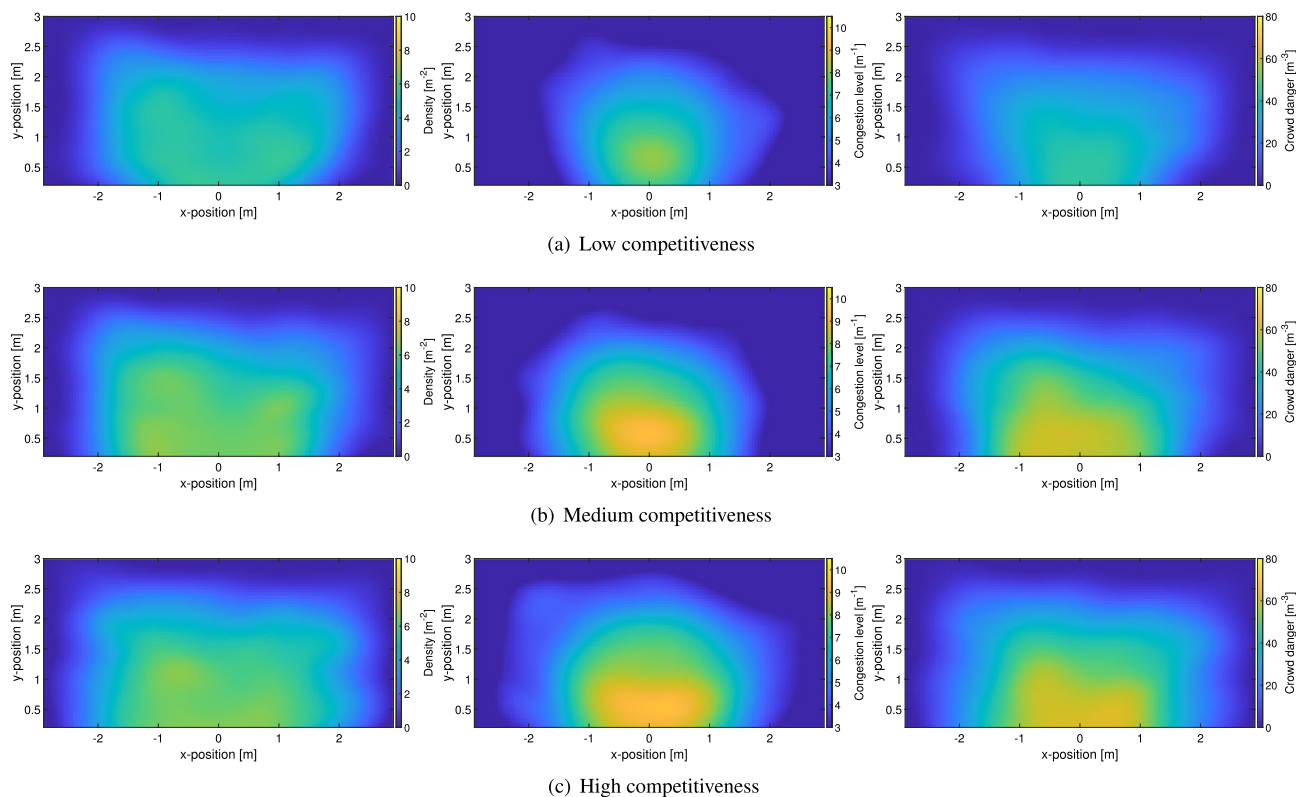 3
2.5
2
1.5
1
0.5
y-position [m]
-2 -1 0 1 2
x-position [m]
10
8
6
4
2
0
Density [m⁻²]
3
2.5
2
1.5
1
0.5
y-position [m]
-2 -1 0 1 2
x-position [m]
10
9
8
7
6
5
4
3
Congestion level [m⁻¹]
3
2.5
2
1.5
1
0.5
y-position [m]
-2 -1 0 1 2
x-position [m]
80
60
40
20
0
Crowd danger [m⁻³]
(a) Low competitiveness
3
2.5
2
1.5
1
0.5
y-position [m]
-2 -1 0 1 2
x-position [m]
10
8
6
4
2
0
Density [m⁻²]
3
2.5
2
1.5
1
0.5
y-position [m]
-2 -1 0 1 2
x-position [m]
10
9
8
7
6
5
4
3
Congestion level [m⁻¹]
3
2.5
2
1.5
1
0.5
y-position [m]
-2 -1 0 1 2
x-position [m]
80
60
40
20
0
Crowd danger [m⁻³]
(b) Medium competitiveness
3
2.5
2
1.5
1
0.5
y-position [m]
-2 -1 0 1 2
x-position [m]
10
8
6
4
2
0
Density [m⁻²]
3
2.5
2
1.5
1
0.5
y-position [m]
-2 -1 0 1 2
x-position [m]
10
9
8
7
6
5
4
3
Congestion level [m⁻¹]
3
2.5
2
1.5
1
0.5
y-position [m]
-2 -1 0 1 2
x-position [m]
80
60
40
20
0
Crowd danger [m⁻³]
(c) High competitiveness